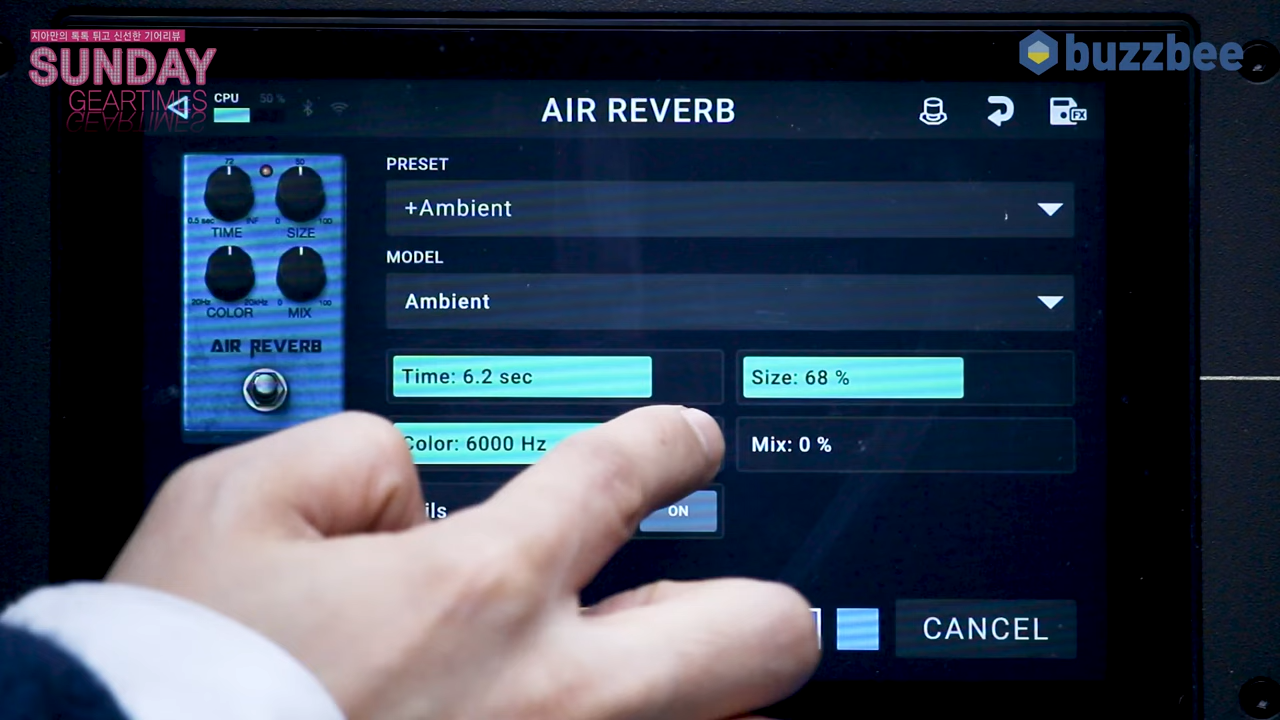 지아만의 톡톡 튀고 신선한 기어리뷰
SUNDAY
GEARTIMES
buzzbee
CPU
50 %
AIR REVERB
FX
PRESET
+Ambient
MODEL
Ambient
Time: 6.2 sec
Size: 68 %
Color: 6000 Hz
Mix: 0 %
ils
ON
CANCEL
72
50
0.5 sec
INF
0
100
TIME
SIZE
20Hz
20kHz
0
100
COLOR
MIX
AIR REVERB